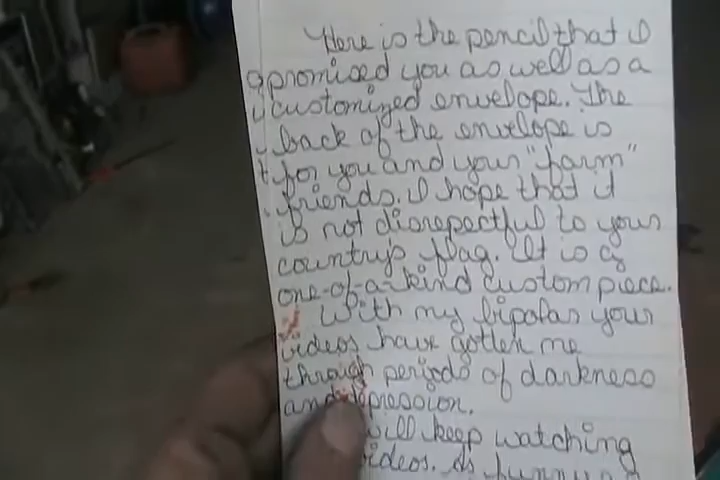 Here is the pencil that I
promised you as well as a
customized envelope. The
back of the envelope is
for you and your "farm"
friends. I hope that it
is not disrepectful to your
country's flag. It is a
one-of-a-kind custom piece.
With my bipolar your
videos have gotten me
through periods of darkness
and depression.
will keep watching
videos. As funny